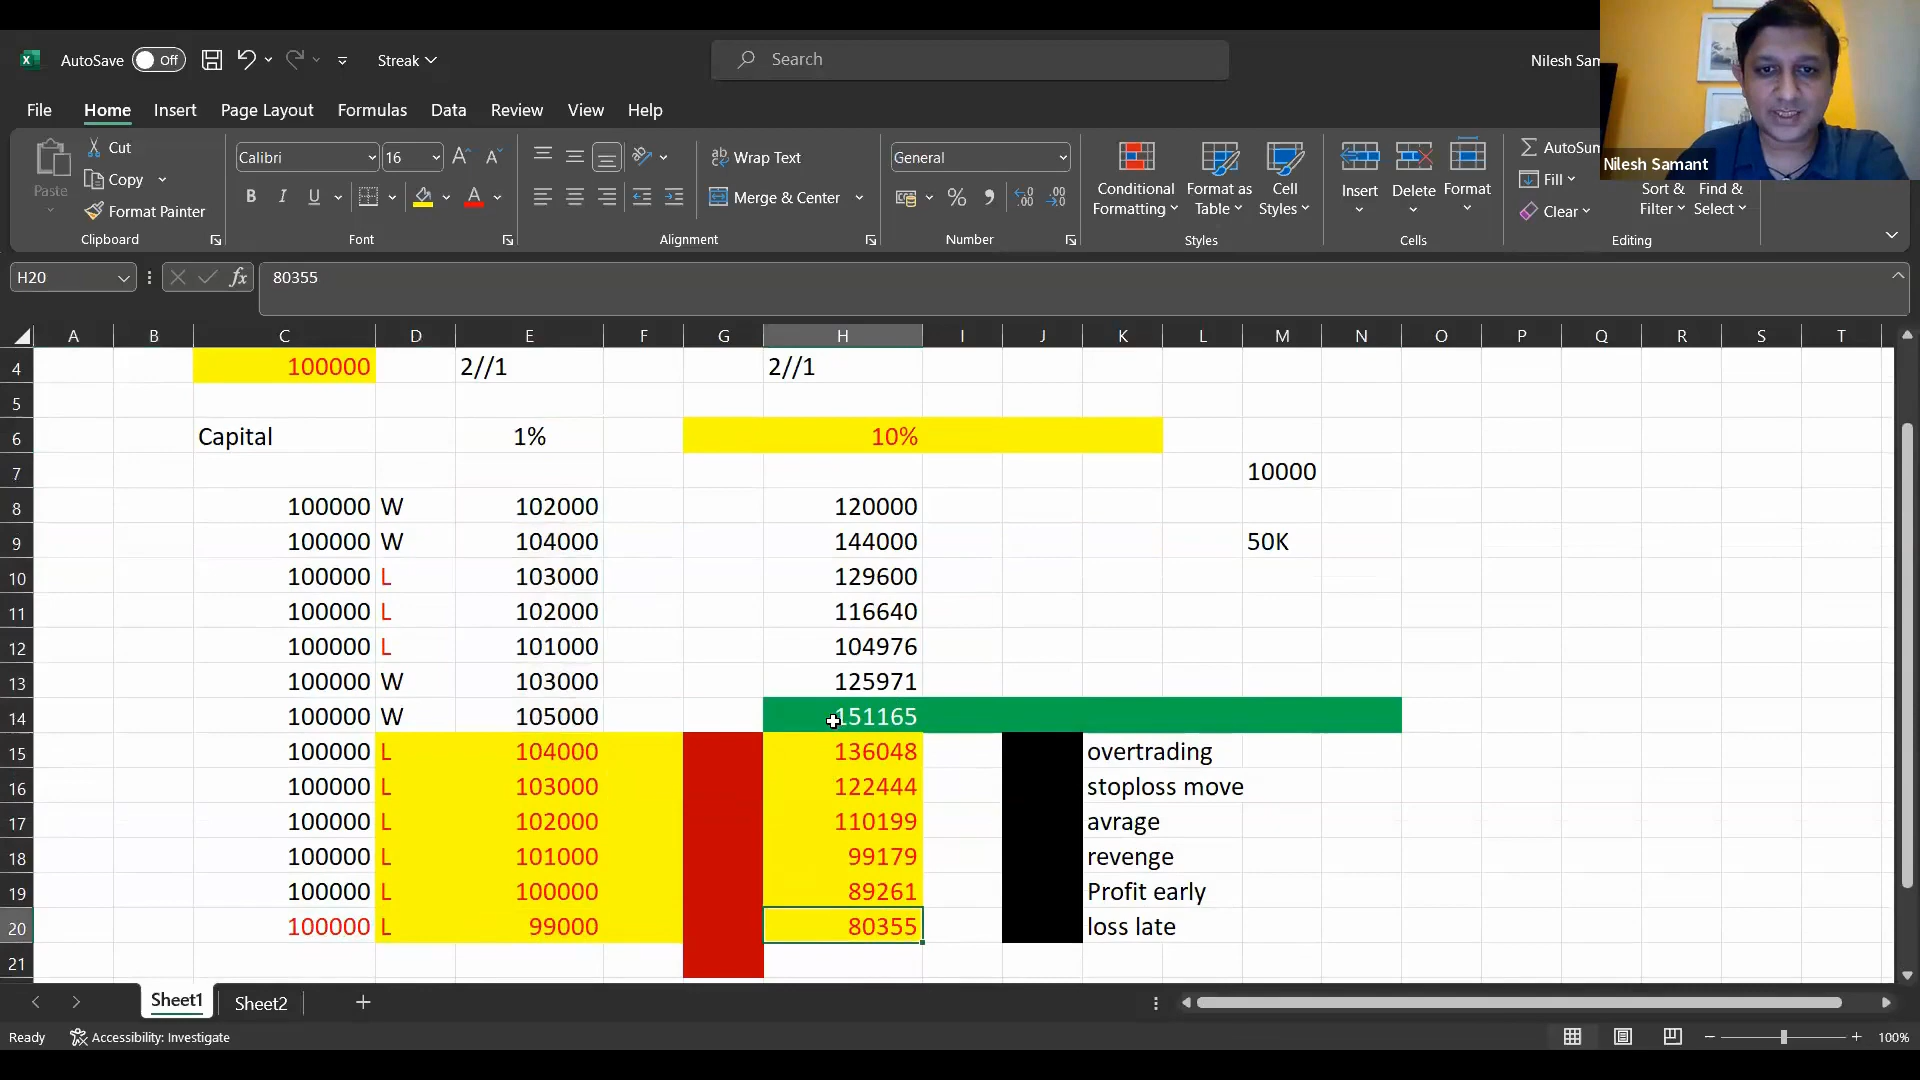 AutoSave Off Streak Search Nilesh Sam
File Home Insert Page Layout Formulas Data Review View Help
Paste Cut Copy Format Painter Clipboard
Calibri 16 B I U A Font
ab Wrap Text Merge & Center Alignment
General % Number
Conditional Formatting Format as Table Cell Styles Styles
Insert Delete Format Cells
AutoSum Fill Clear Sort & Filter Find & Select Editing
Nilesh Samant
H20 fx 80355
A B C D E F G H I J K L M N O P Q R S T
4 100000 2//1 2//1
5
6 Capital 1% 10%
7 10000
8 100000 W 102000 120000
9 100000 W 104000 144000 50K
10 100000 L 103000 129600
11 100000 L 102000 116640
12 100000 L 101000 104976
13 100000 W 103000 125971
14 100000 W 105000 151165
15 100000 L 104000 136048 overtrading
16 100000 L 103000 122444 stoploss move
17 100000 L 102000 110199 avrage
18 100000 L 101000 99179 revenge
19 100000 L 100000 89261 Profit early
20 100000 L 99000 80355 loss late
21
Sheet1 Sheet2
Ready Accessibility: Investigate 100%